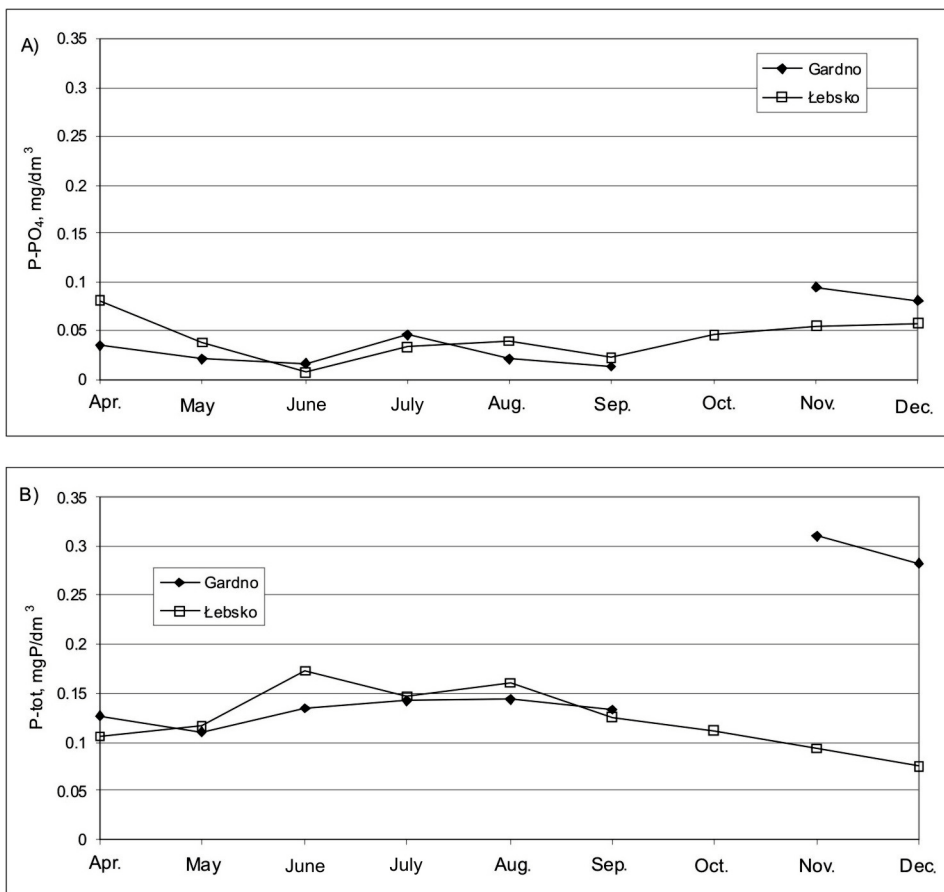 A)
P-PO₄, mg/dm³
0.35
0.3
0.25
0.2
0.15
0.1
0.05
0
Gardno
Łebsko
Apr. May June July Aug. Sep. Oct. Nov. Dec.
B)
P-tot, mgP/dm³
0.35
0.3
0.25
0.2
0.15
0.1
0.05
0
Gardno
Łebsko
Apr. May June July Aug. Sep. Oct. Nov. Dec.